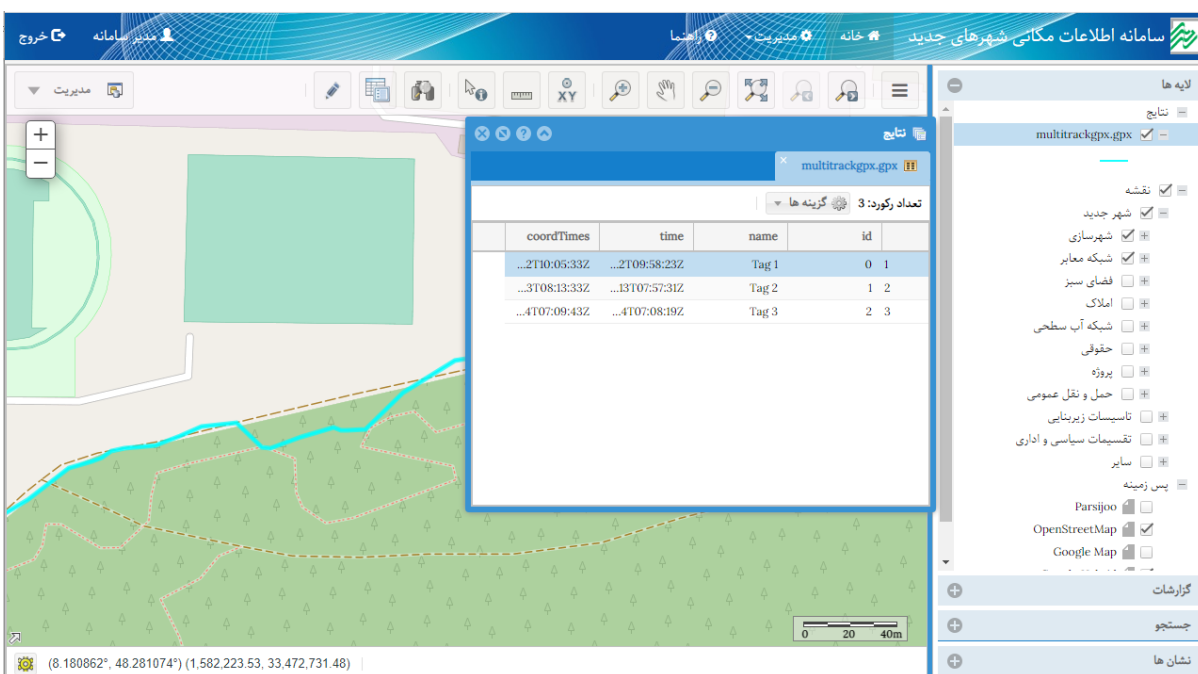 سامانه اطلاعات مکانی شهرهای جدید
خانه
مدیریت
راهنما
مدیر سامانه
خروج
مدیریت
XY
لایه ها
نتایج
multitrackgpx.gpx
نقشه
شهر جدید
شهرسازی
شبکه معابر
فضای سبز
املاک
شبکه آب سطحی
حقوقی
پروژه
حمل و نقل عمومی
تاسیسات زیربنایی
تقسیمات سیاسی و اداری
سایر
پس زمینه
Parsijoo
OpenStreetMap
Google Map
گزارشات
جستجو
نشان ها
+
−
نتایج
multitrackgpx.gpx
تعداد رکورد: 3 گزینه ها
id name time coordTimes
1 0 Tag 1 ...2T09:58:23Z ...2T10:05:33Z
2 1 Tag 2 ...13T07:57:31Z ...3T08:13:33Z
3 2 Tag 3 ...4T07:08:19Z ...4T07:09:43Z
0 20 40m
(8.180862°, 48.281074°) (1,582,223.53, 33,472,731.48)